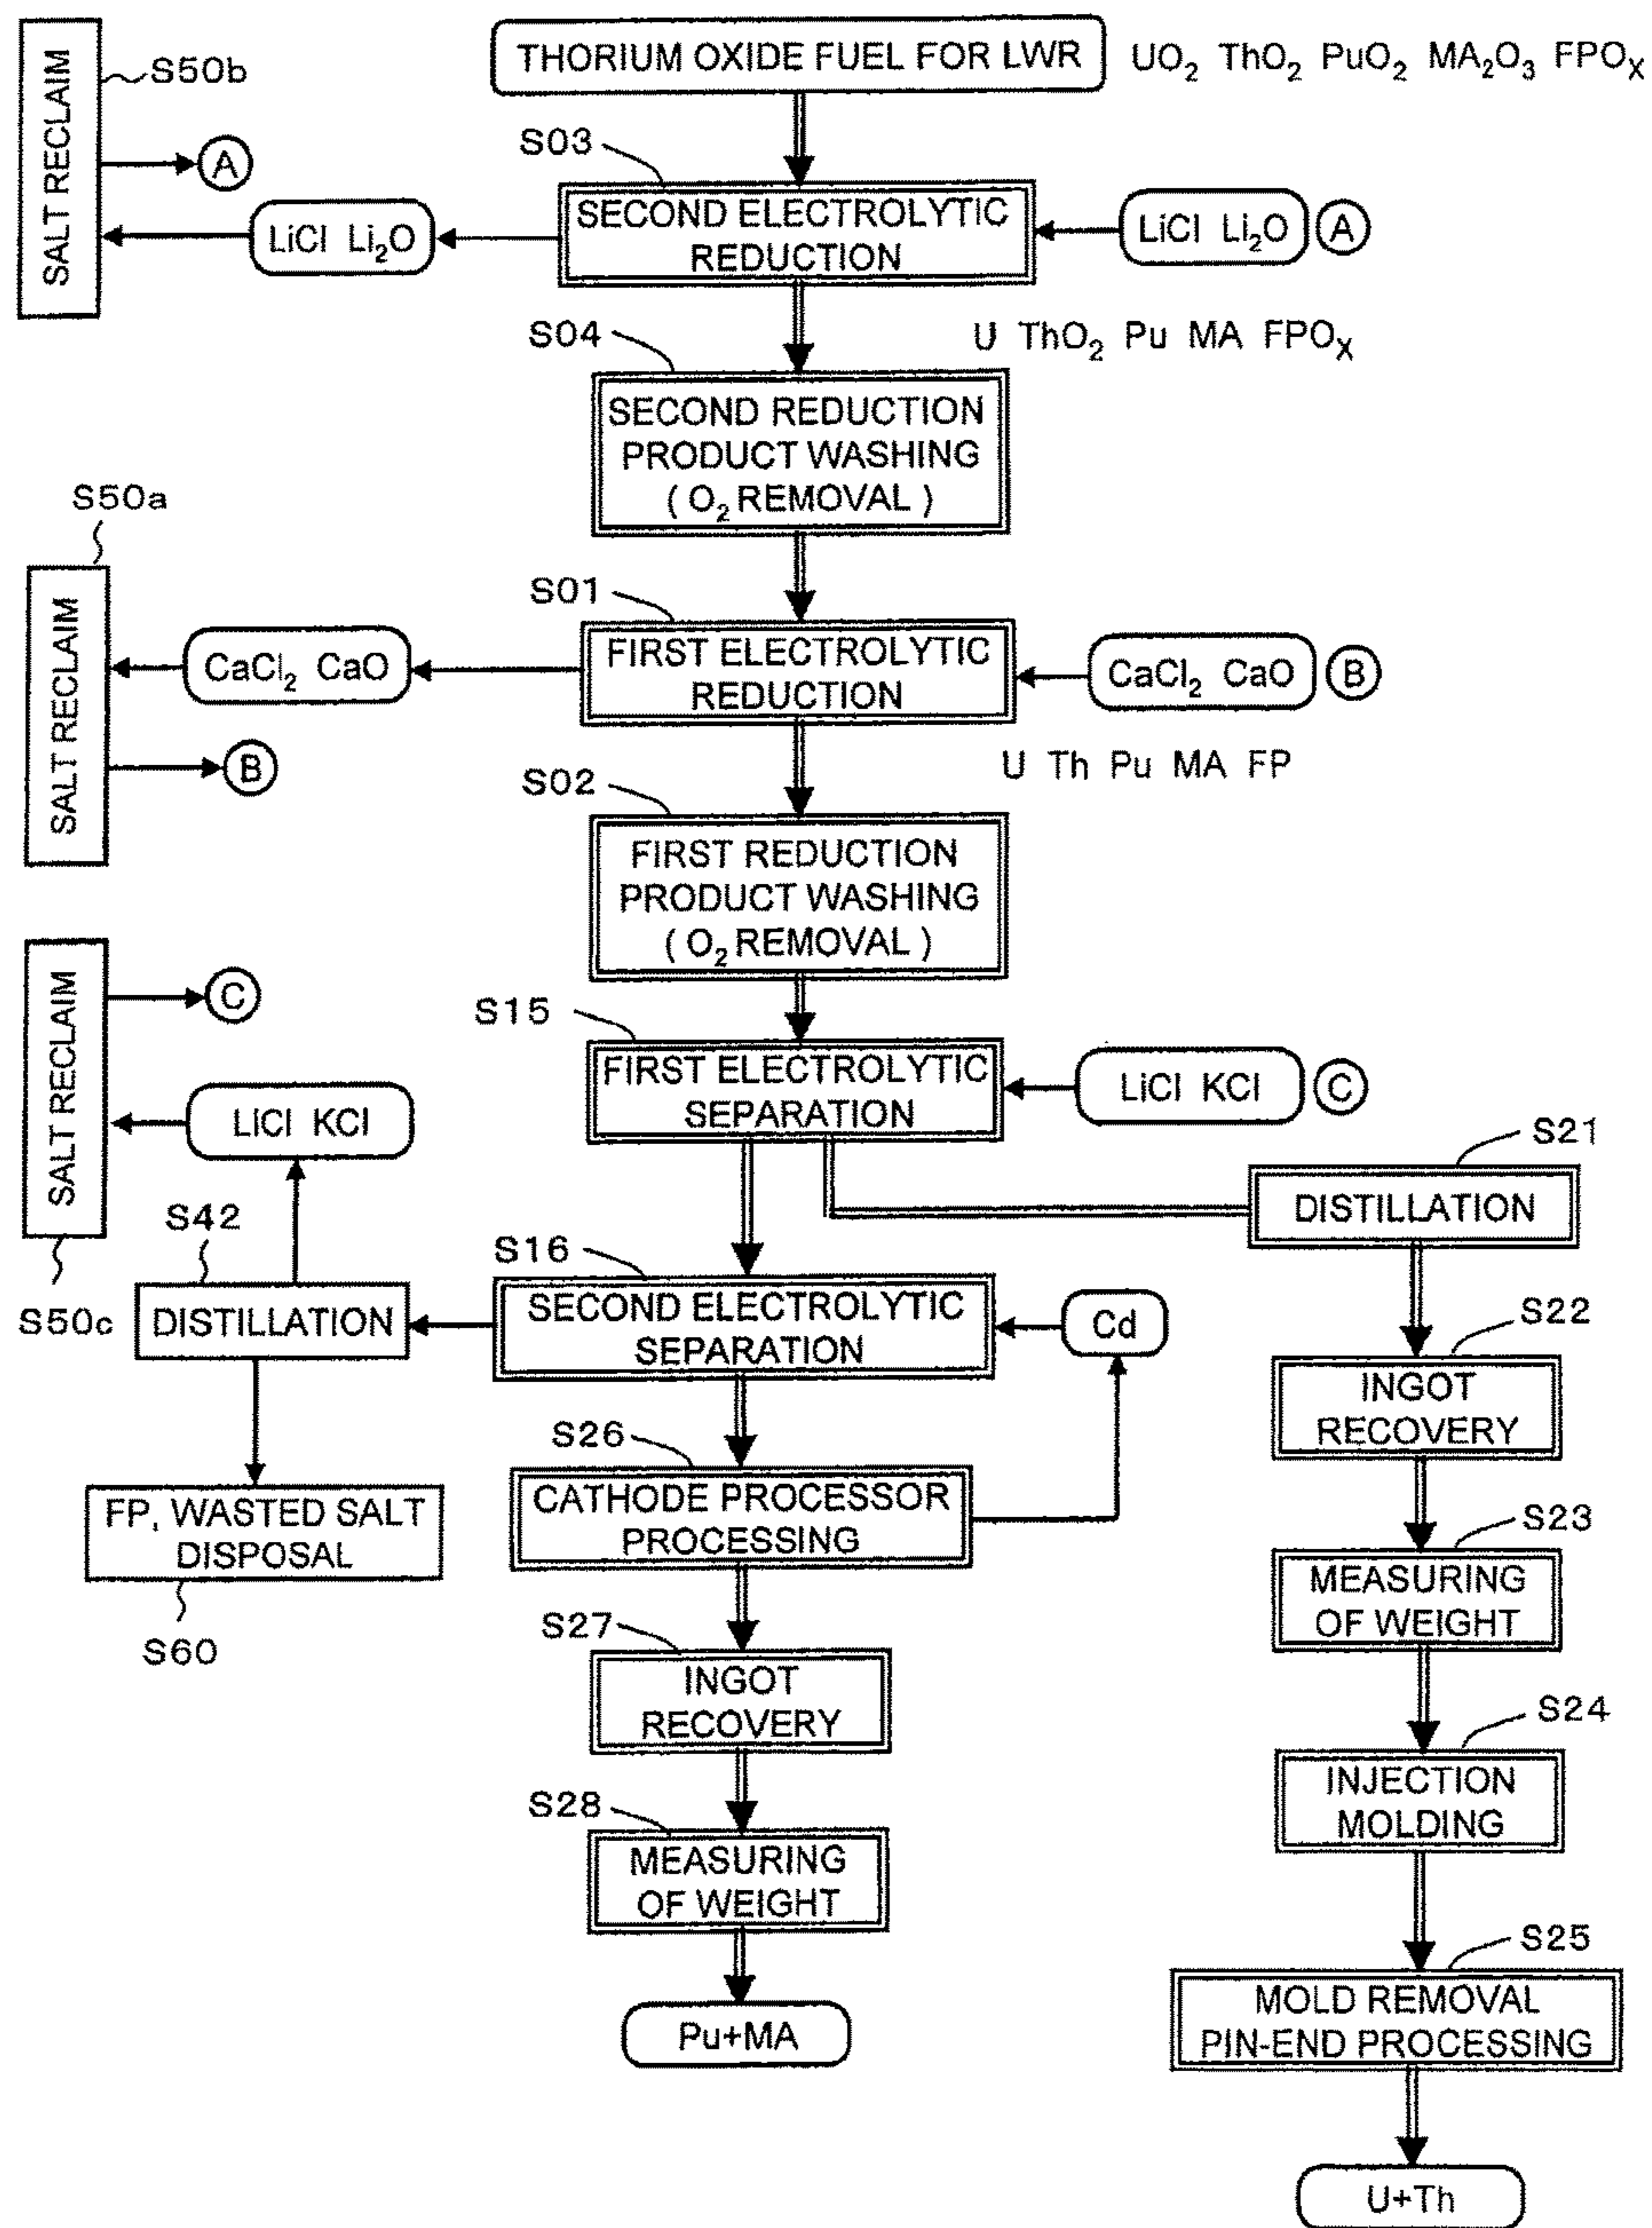 THORIUM OXIDE FUEL FOR LWR
UO₂ ThO₂ PuO₂ MA₂O₃ FPOₓ
SALT RECLAIM
S50b
A
S03
SECOND ELECTROLYTIC
REDUCTION
LiCl Li₂O
LiCl Li₂O
A
U ThO₂ Pu MA FPOₓ
S04
SECOND REDUCTION
PRODUCT WASHING
( O₂ REMOVAL )
S50a
SALT RECLAIM
S01
FIRST ELECTROLYTIC
REDUCTION
CaCl₂ CaO
CaCl₂ CaO
B
B
U Th Pu MA FP
S02
FIRST REDUCTION
PRODUCT WASHING
( O₂ REMOVAL )
SALT RECLAIM
C
S15
FIRST ELECTROLYTIC
SEPARATION
LiCl KCl
C
LiCl KCl
S21
DISTILLATION
S42
S50c
DISTILLATION
S16
SECOND ELECTROLYTIC
SEPARATION
Cd
S22
INGOT
RECOVERY
S26
CATHODE PROCESSOR
PROCESSING
FP, WASTED SALT
DISPOSAL
S60
S23
MEASURING
OF WEIGHT
S27
INGOT
RECOVERY
S24
INJECTION
MOLDING
S28
MEASURING
OF WEIGHT
S25
MOLD REMOVAL
PIN-END PROCESSING
Pu+MA
U+Th